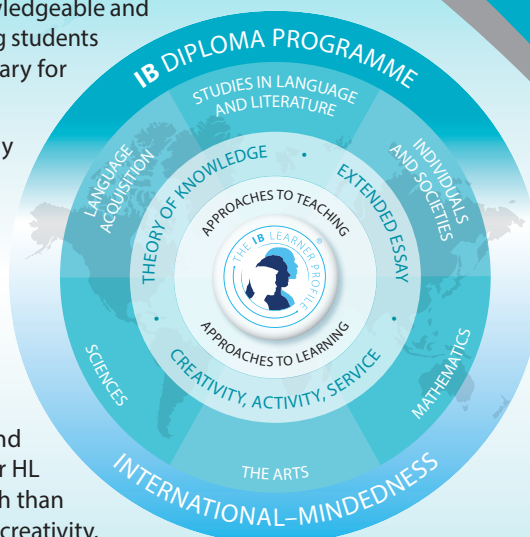 wledgeable and
g students
ary for
y
nd
r HL
h than
creativity,
IB DIPLOMA PROGRAMME
STUDIES IN LANGUAGE
AND LITERATURE
LANGUAGE
ACQUISITION
INDIVIDUALS
AND SOCIETIES
THEORY OF KNOWLEDGE
•
EXTENDED ESSAY
•
APPROACHES TO TEACHING
THE IB LEARNER PROFILE ®
APPROACHES TO LEARNING
•
CREATIVITY, ACTIVITY, SERVICE
SCIENCES
MATHEMATICS
THE ARTS
INTERNATIONAL–MINDEDNESS